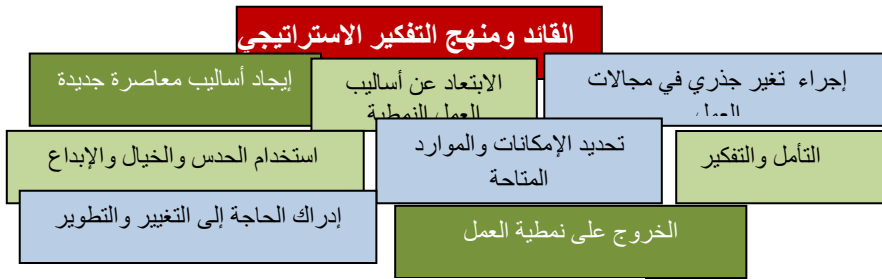 القائد ومنهج التفكير الاستراتيجي
إجراء تغير جذري في مجالات
العمل
الابتعاد عن أساليب
العمل النمطية
إيجاد أساليب معاصرة جديدة
التأمل والتفكير
تحديد الإمكانات والموارد
المتاحة
استخدام الحدس والخيال والإبداع
الخروج على نمطية العمل
إدراك الحاجة إلى التغيير والتطوير